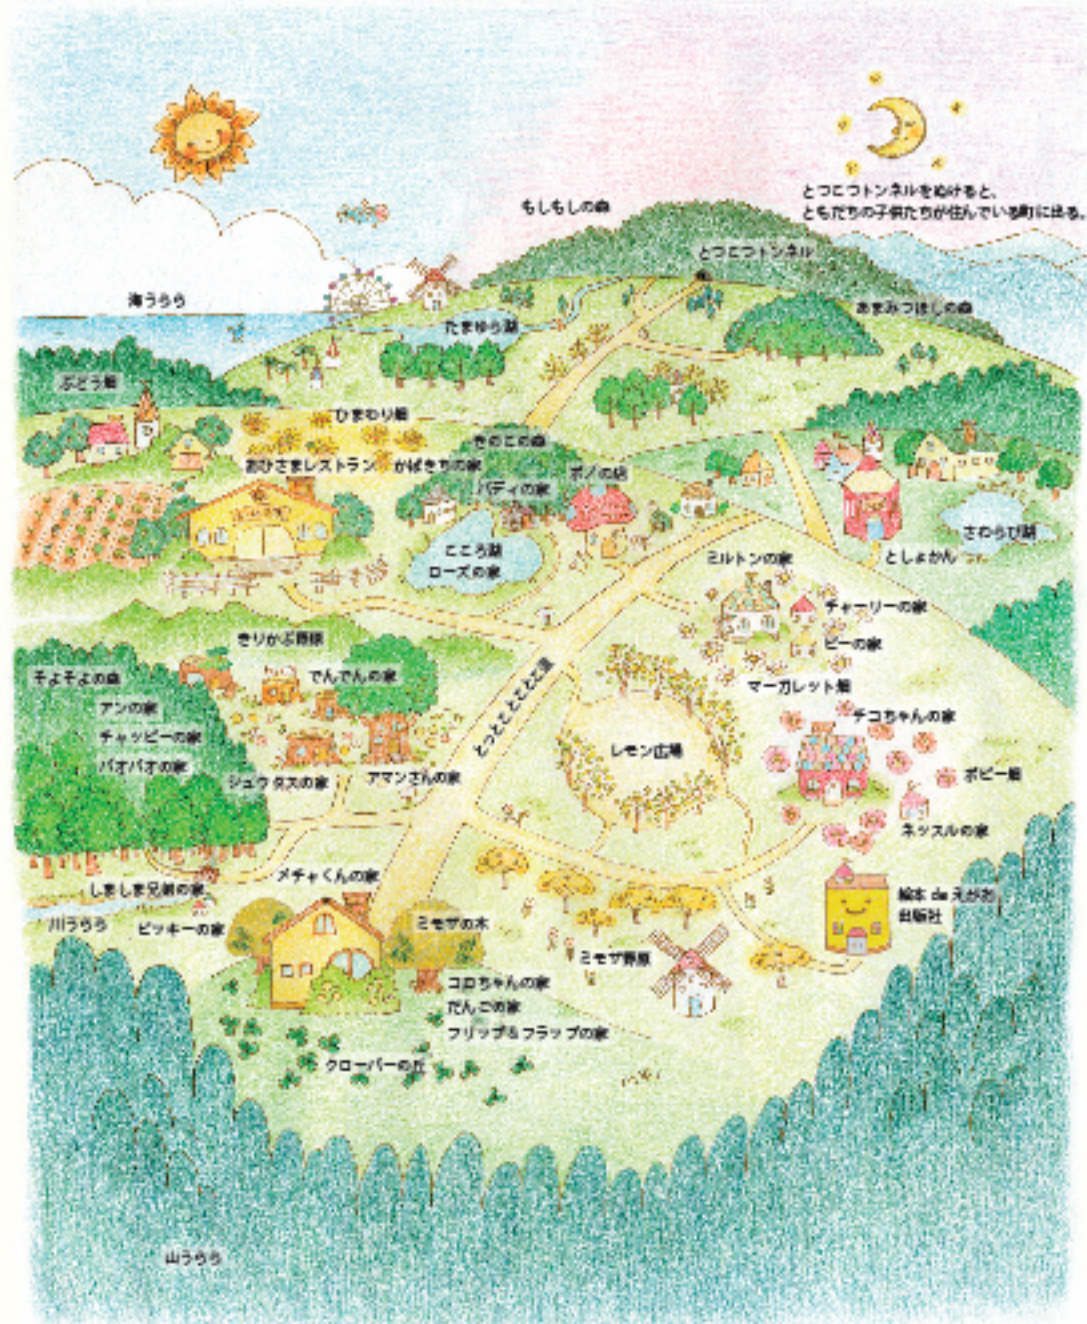 とつこつトンネルをぬけると、
ともだちの子供たちが住んでいる町に出る。
もしもしの森
とつこつトンネル
海うらら
あまみつほしの森
たまゆら湖
ぶどう畑
ひまわり畑
きのこの森
おひさまレストラン
かばきちの家
ポノの店
バディの家
こころ湖
ローズの家
さわらび湖
としょかん
ミルトンの家
チャーリーの家
ビーの家
マーガレット畑
きりかぶ野原
そよそよの森
でんでんの家
アンの家
チャッピーの家
パオパオの家
シュウタスの家
アマンさんの家
とっとことことこ道
レモン広場
チコちゃんの家
ポピー畑
ネッスルの家
メチャくんの家
しましま兄弟の家
川うらら
ピッキーの家
ミモザの木
絵本 de えがお
出版社
ミモザ野原
コロちゃんの家
だんごの家
フリップ&フラップの家
クローバーの丘
山うらら